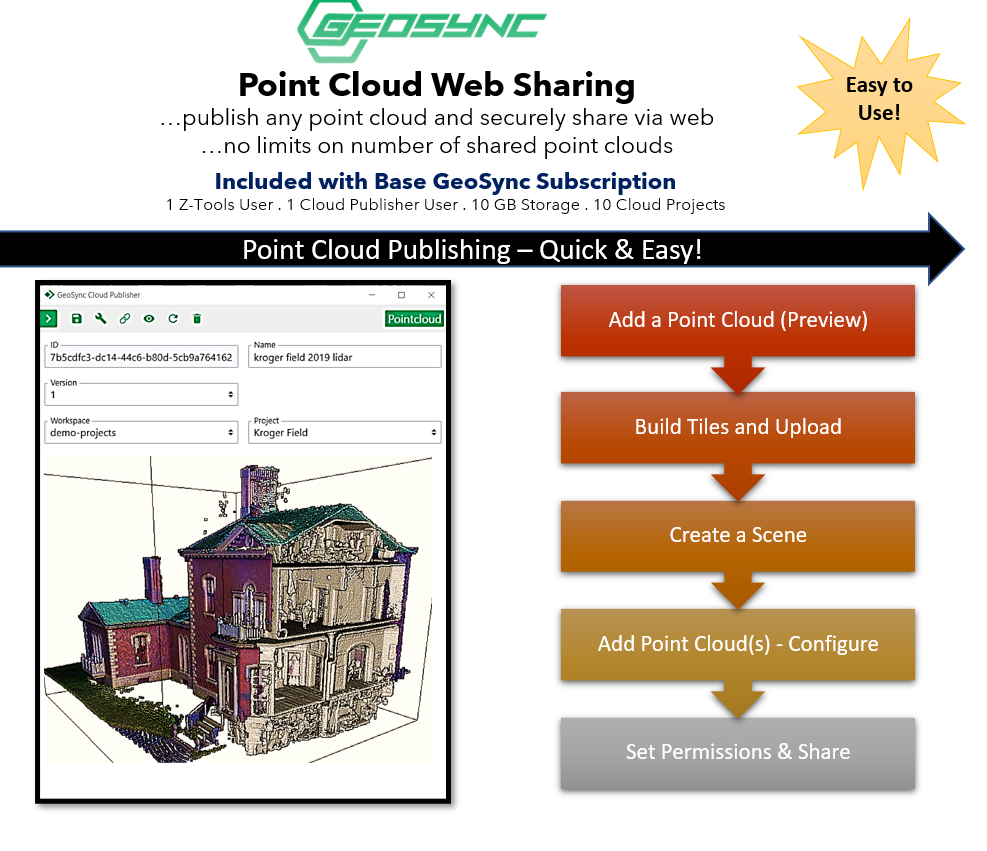 GEOSYNC
Point Cloud Web Sharing
…publish any point cloud and securely share via web
…no limits on number of shared point clouds
Easy to
Use!
Included with Base GeoSync Subscription
1 Z-Tools User . 1 Cloud Publisher User . 10 GB Storage . 10 Cloud Projects
Point Cloud Publishing – Quick & Easy!
GeoSync Cloud Publisher
Pointcloud
ID
7b5cdfc3-dc14-44c6-b80d-5cb9a764162
Name
kroger field 2019 lidar
Version
1
Workspace
demo-projects
Project
Kroger Field
Add a Point Cloud (Preview)
Build Tiles and Upload
Create a Scene
Add Point Cloud(s) - Configure
Set Permissions & Share